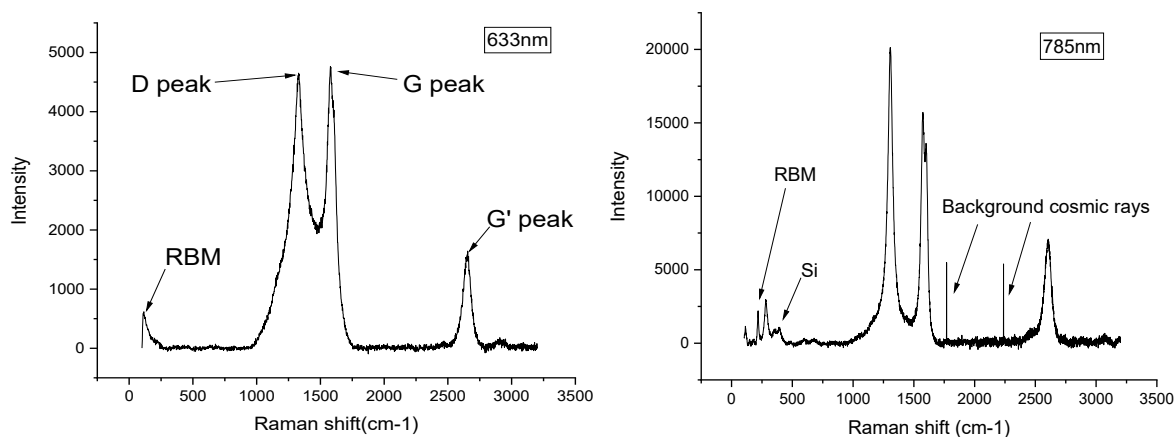 633nm
5000
D peak
G peak
4000
3000
Intensity
2000
G' peak
RBM
1000
0
0
500
1000
1500
2000
2500
3000
3500
Raman shift(cm-1)
785nm
20000
15000
RBM
Intensity
Background cosmic rays
10000
Si
5000
0
0
500
1000
1500
2000
2500
3000
3500
Raman shift (cm-1)